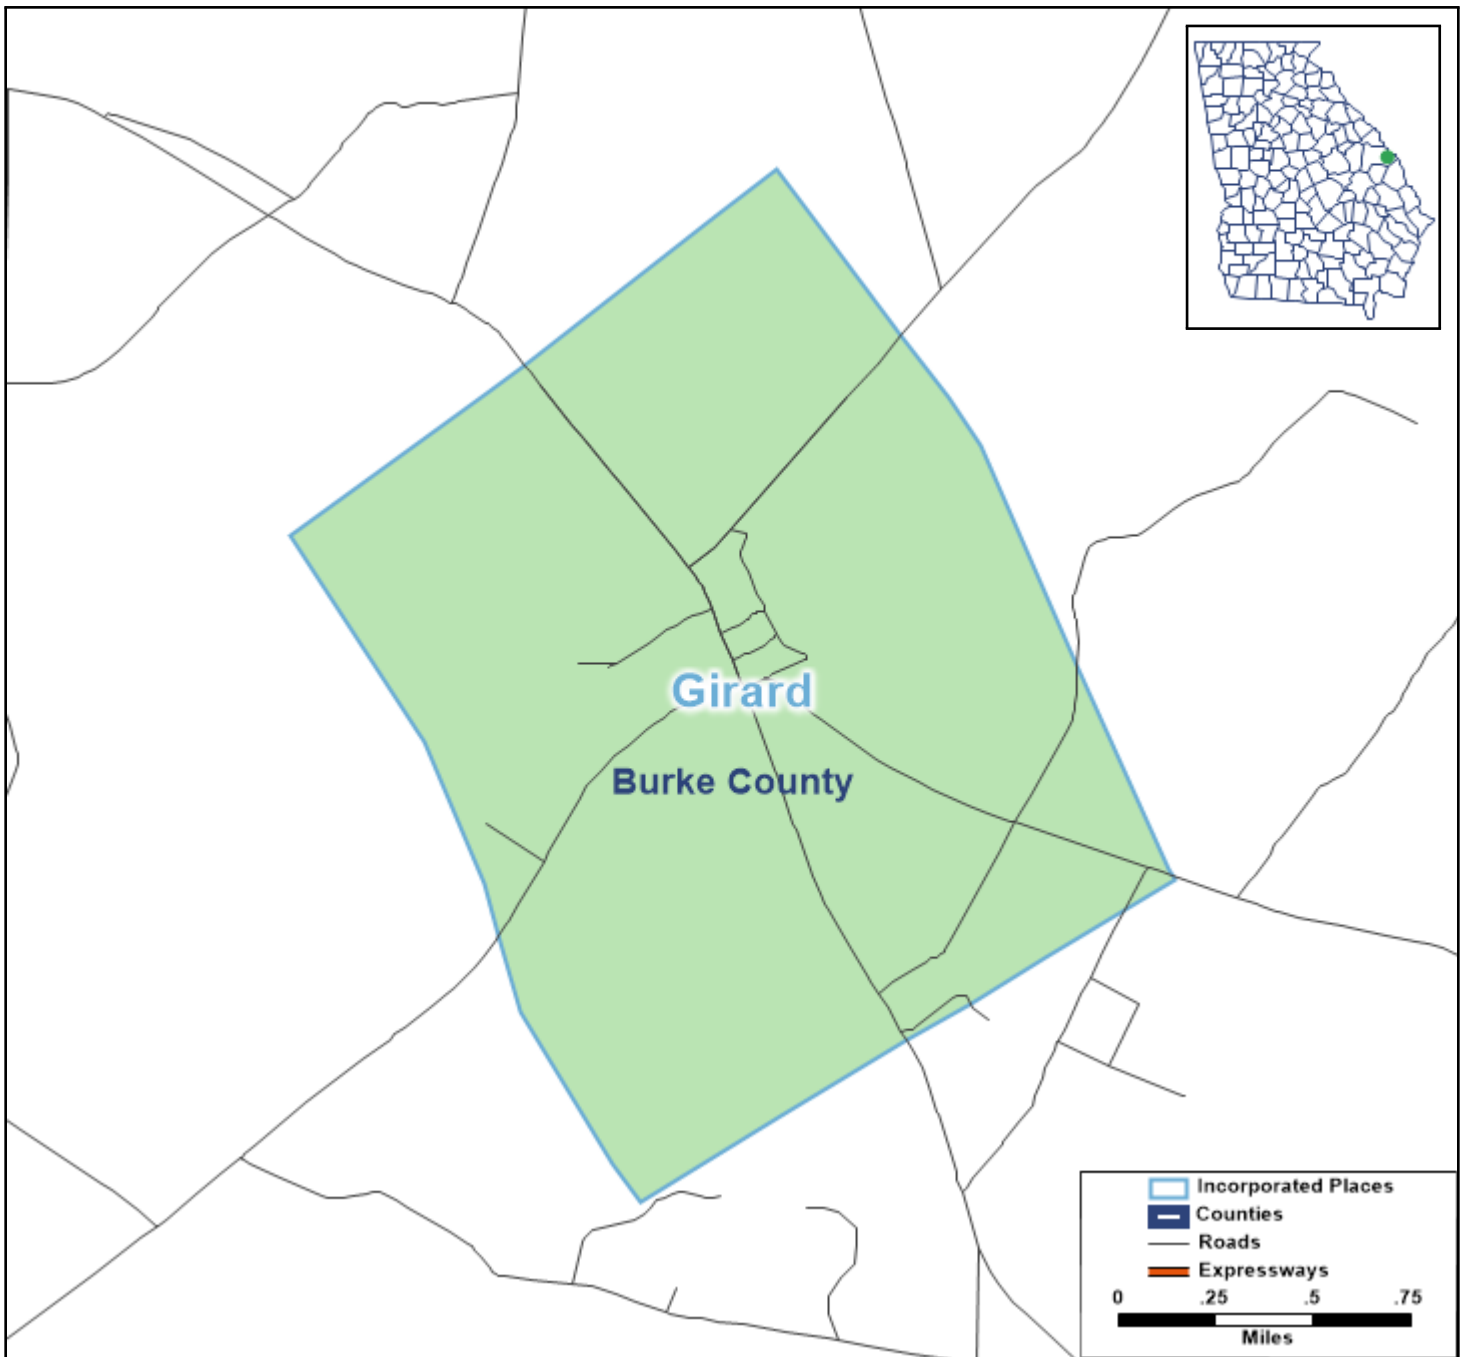 Girard
Burke County
Incorporated Places
Counties
Roads
Expressways
0 .25 .5 .75
Miles